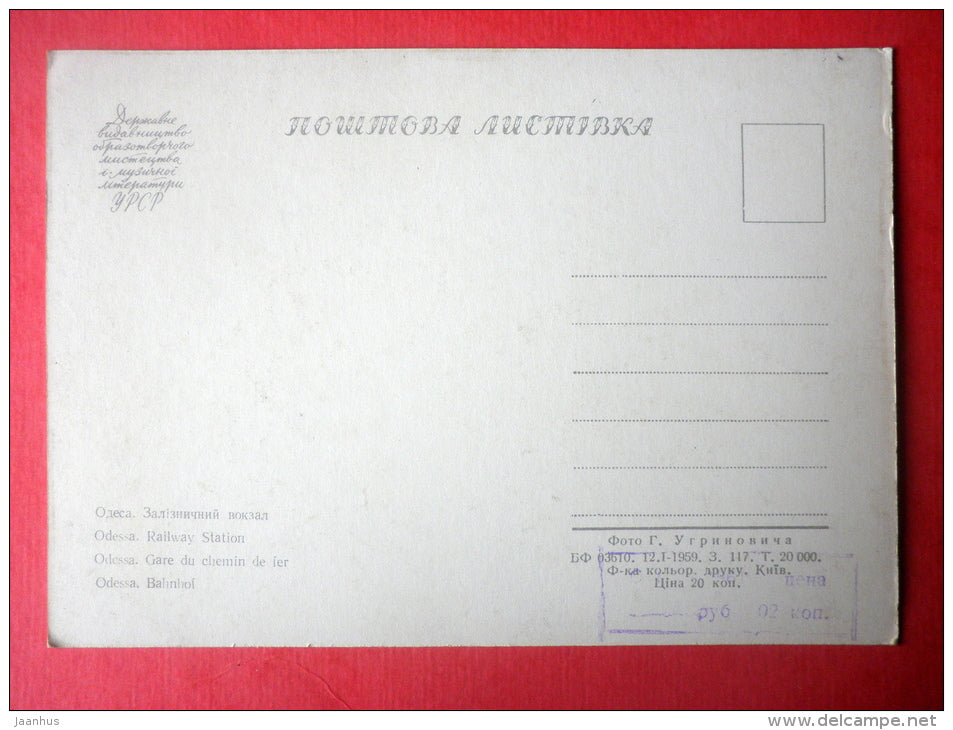 Державне
видавництво
образотворчого
мистецтва
і музичної
літератури
УРСР
ПОШТОВА ЛИСТІВКА
Одеса. Залізничний вокзал
Odessa. Railway Station
Odessa. Gare du chemin de fer
Odessa. Bahnhof
Фото Г. Угриновича
БФ 03610. 12.I-1959. З. 117. Т. 20 000.
Ф-ка кольор. друку. Київ.
Ціна 20 коп.
цена
руб 02 коп.
Jaanhus
www.delcampe.net